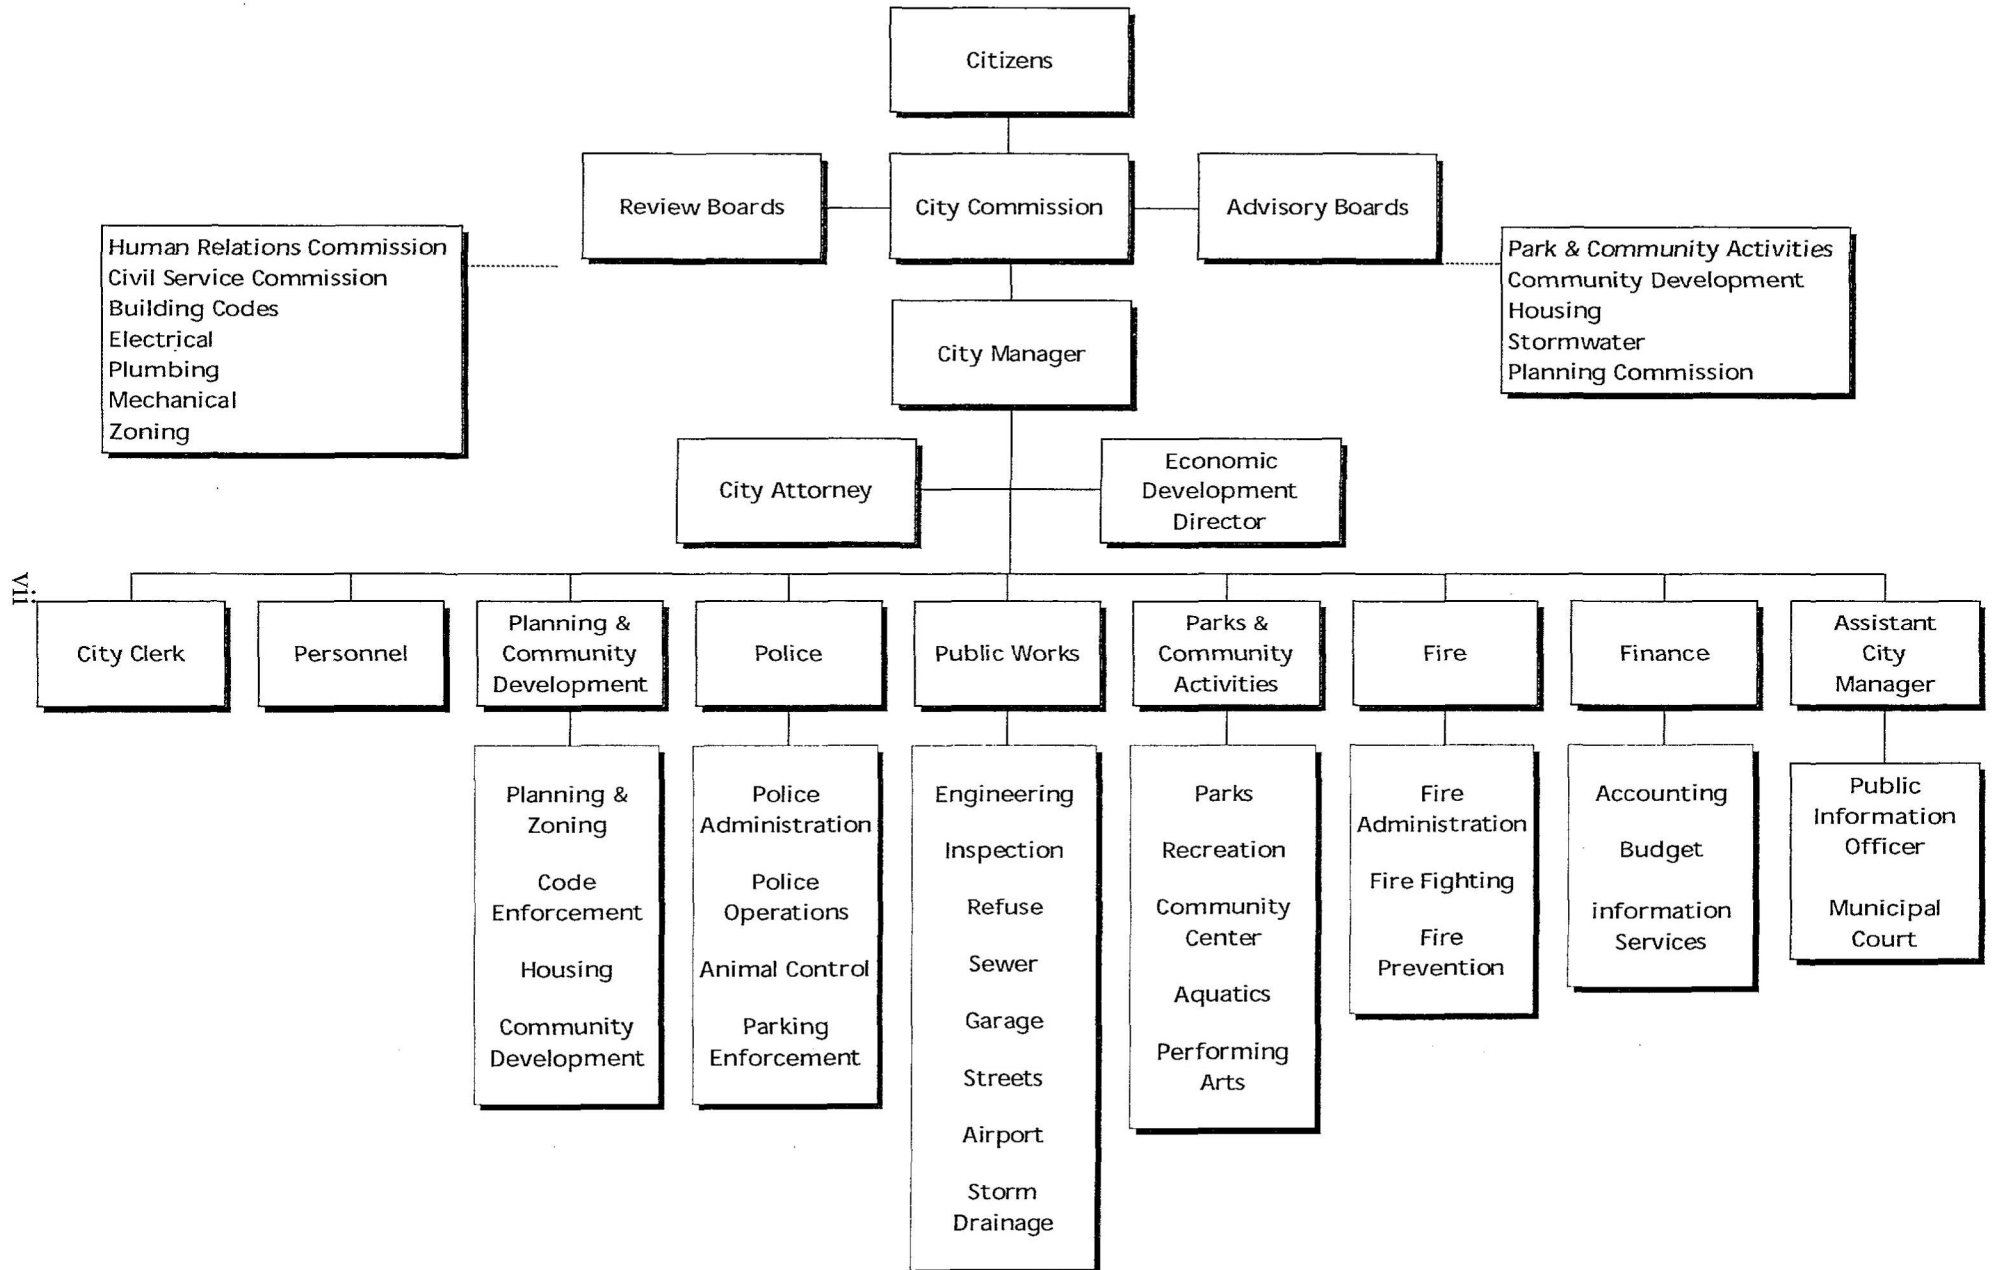 Citizens
Review Boards
City Commission
Advisory Boards
Human Relations Commission
Civil Service Commission
Building Codes
Electrical
Plumbing
Mechanical
Zoning
Park & Community Activities
Community Development
Housing
Stormwater
Planning Commission
City Manager
City Attorney
Economic
Development
Director
vii
City Clerk
Personnel
Planning &
Community
Development
Police
Public Works
Parks &
Community
Activities
Fire
Finance
Assistant
City
Manager
Planning &
Zoning
Code
Enforcement
Housing
Community
Development
Police
Administration
Police
Operations
Animal Control
Parking
Enforcement
Engineering
Inspection
Refuse
Sewer
Garage
Streets
Airport
Storm
Drainage
Parks
Recreation
Community
Center
Aquatics
Performing
Arts
Fire
Administration
Fire Fighting
Fire
Prevention
Accounting
Budget
information
Services
Public
Information
Officer
Municipal
Court